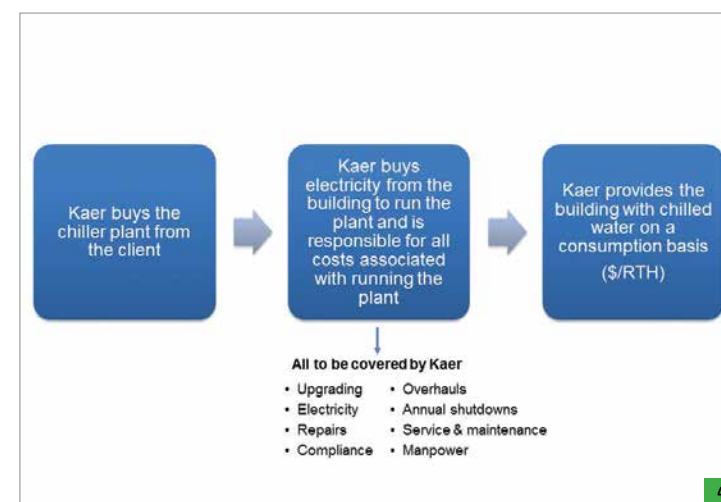 Kaer buys the
chiller plant from
the client
Kaer buys
electricity from the
building to run the
plant and is
responsible for all
costs associated
with running the
plant
Kaer provides the
building with chilled
water on a
consumption basis
($/RTH)
All to be covered by Kaer
• Upgrading
• Electricity
• Repairs
• Compliance
• Overhauls
• Annual shutdowns
• Service & maintenance
• Manpower